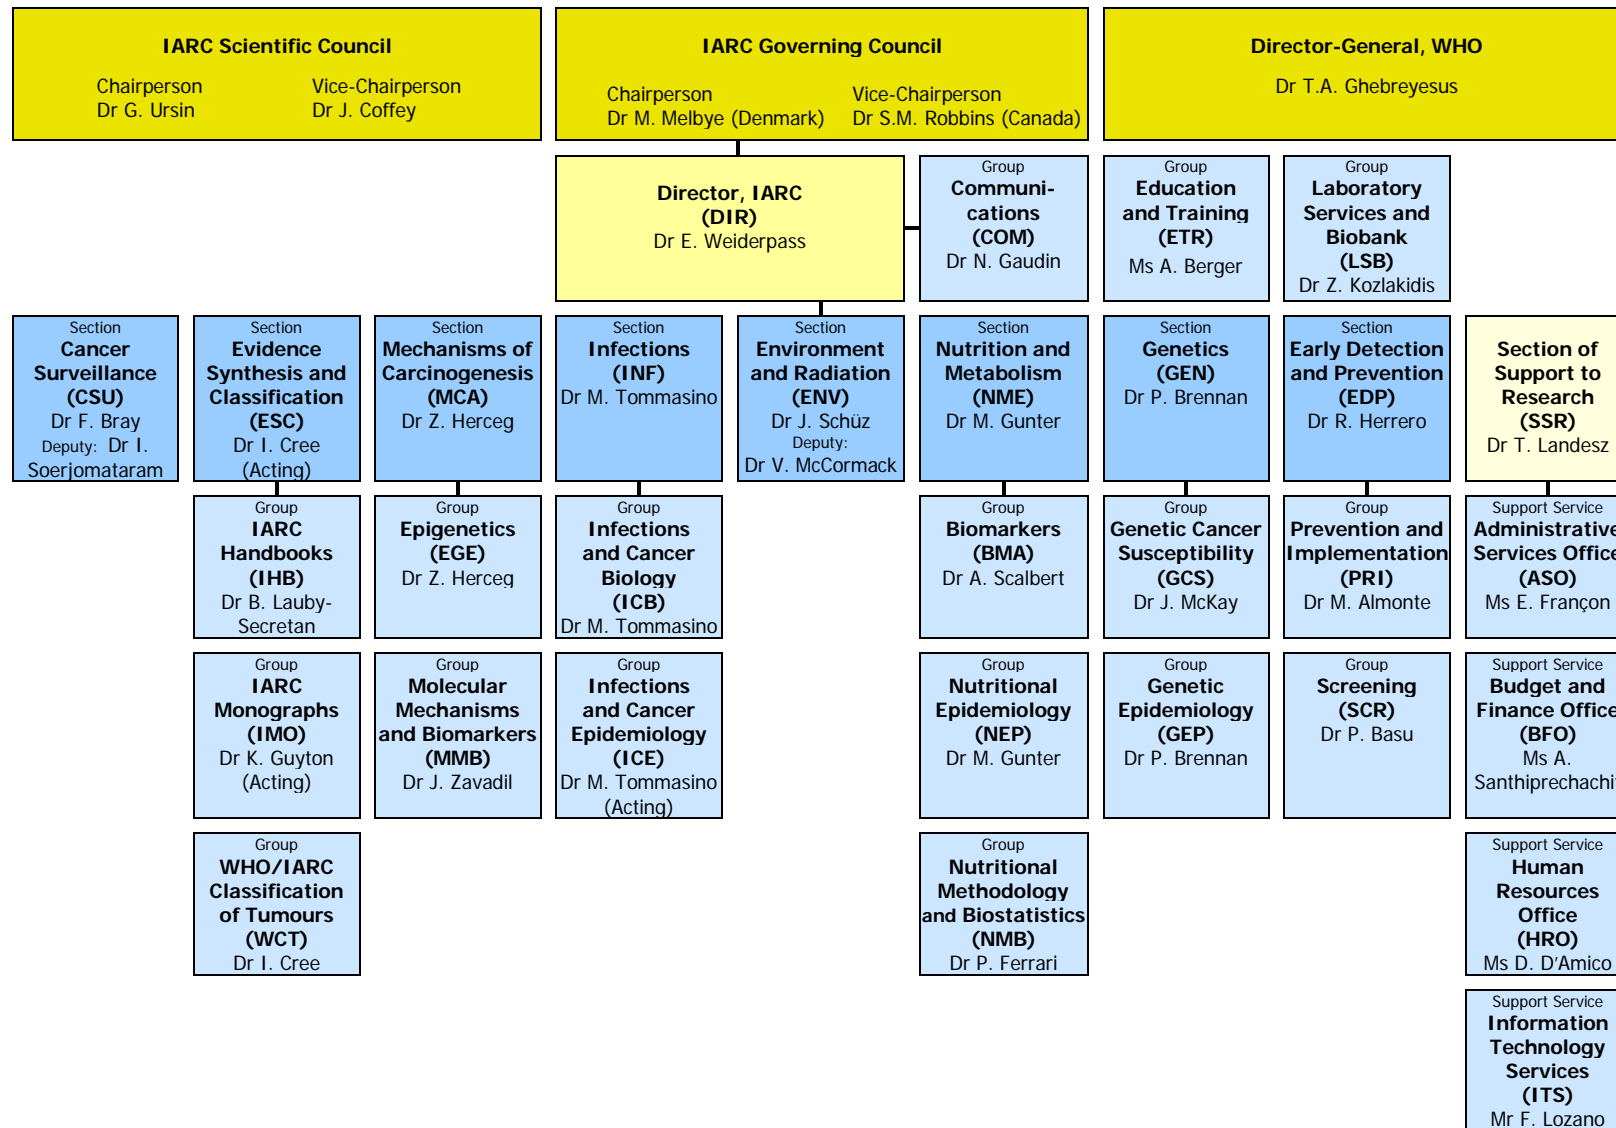 IARC Scientific Council
Chairperson
Dr G. Ursin
Vice-Chairperson
Dr J. Coffey
IARC Governing Council
Chairperson
Dr M. Melbye (Denmark)
Vice-Chairperson
Dr S.M. Robbins (Canada)
Director-General, WHO
Dr T.A. Ghebreyesus
Director, IARC
(DIR)
Dr E. Weiderpass
Group
Communi-
cations
(COM)
Dr N. Gaudin
Group
Education
and Training
(ETR)
Ms A. Berger
Group
Laboratory
Services and
Biobank
(LSB)
Dr Z. Kozlakidis
Section
Cancer
Surveillance
(CSU)
Dr F. Bray
Deputy: Dr I.
Soerjomataram
Section
Evidence
Synthesis and
Classification
(ESC)
Dr I. Cree
(Acting)
Section
Mechanisms of
Carcinogenesis
(MCA)
Dr Z. Herceg
Section
Infections
(INF)
Dr M. Tommasino
Section
Environment
and Radiation
(ENV)
Dr J. Schüz
Deputy:
Dr V. McCormack
Section
Nutrition and
Metabolism
(NME)
Dr M. Gunter
Section
Genetics
(GEN)
Dr P. Brennan
Section
Early Detection
and Prevention
(EDP)
Dr R. Herrero
Section of
Support to
Research
(SSR)
Dr T. Landesz
Group
IARC
Handbooks
(IHB)
Dr B. Lauby-
Secretan
Group
Epigenetics
(EGE)
Dr Z. Herceg
Group
Infections
and Cancer
Biology
(ICB)
Dr M. Tommasino
Group
Biomarkers
(BMA)
Dr A. Scalbert
Group
Genetic Cancer
Susceptibility
(GCS)
Dr J. McKay
Group
Prevention and
Implementation
(PRI)
Dr M. Almonte
Support Service
Administrative
Services Office
(ASO)
Ms E. Françon
Group
IARC
Monographs
(IMO)
Dr K. Guyton
(Acting)
Group
Molecular
Mechanisms
and Biomarkers
(MMB)
Dr J. Zavadil
Group
Infections
and Cancer
Epidemiology
(ICE)
Dr M. Tommasino
(Acting)
Group
Nutritional
Epidemiology
(NEP)
Dr M. Gunter
Group
Genetic
Epidemiology
(GEP)
Dr P. Brennan
Group
Screening
(SCR)
Dr P. Basu
Support Service
Budget and
Finance Office
(BFO)
Ms A.
Group
WHO/IARC
Classification
of Tumours
(WCT)
Dr I. Cree
Group
Nutritional
Methodology
and Biostatistics
(NMB)
Dr P. Ferrari
Support Service
Human
Resources
Office
(HRO)
Ms D. D'Amico
Support Service
Information
Technology
Services
(ITS)
Mr F. Lozano